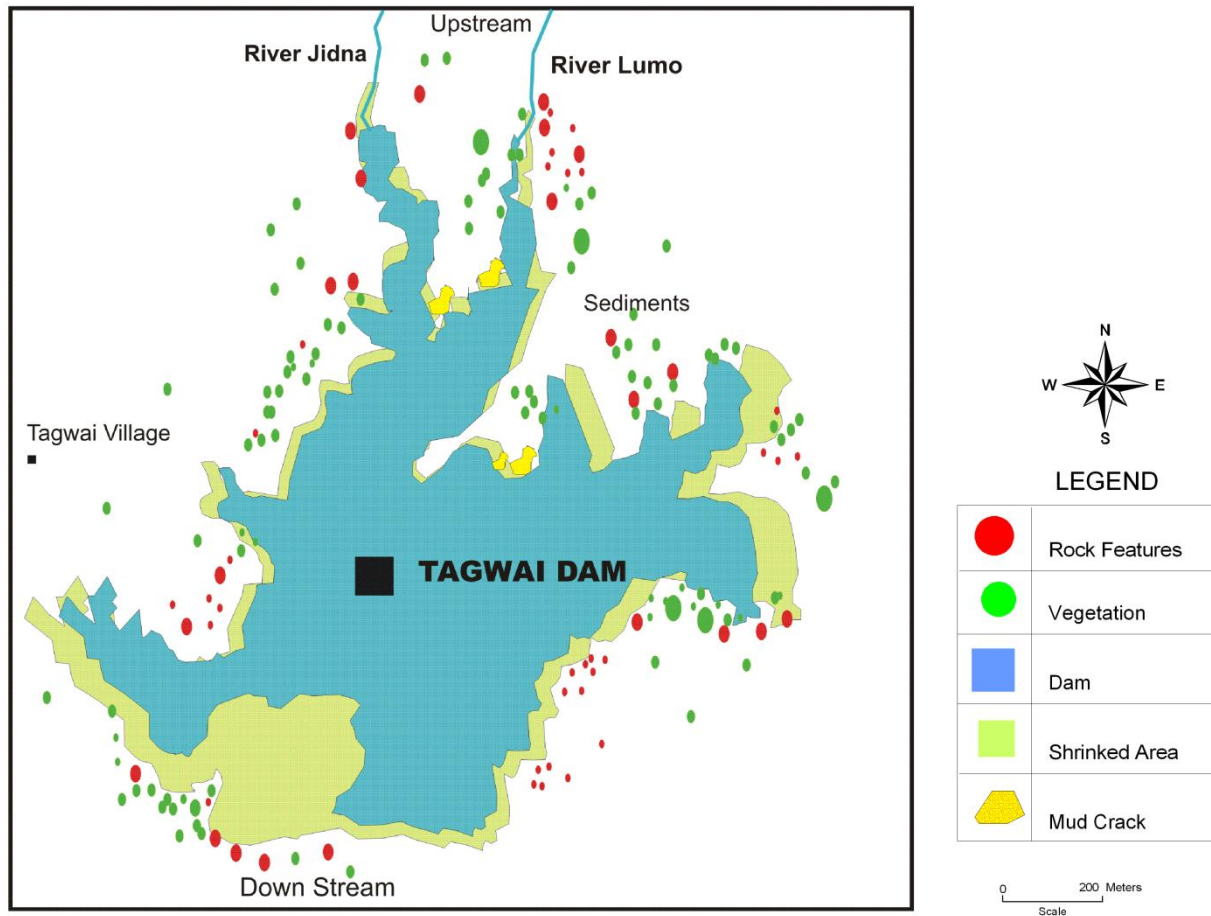 Upstream
River Jidna
River Lumo
Sediments
Tagwai Village
TAGWAI DAM
Down Stream
N
W E
S
LEGEND
Rock Features
Vegetation
Dam
Shrinked Area
Mud Crack
0 200 Meters
Scale